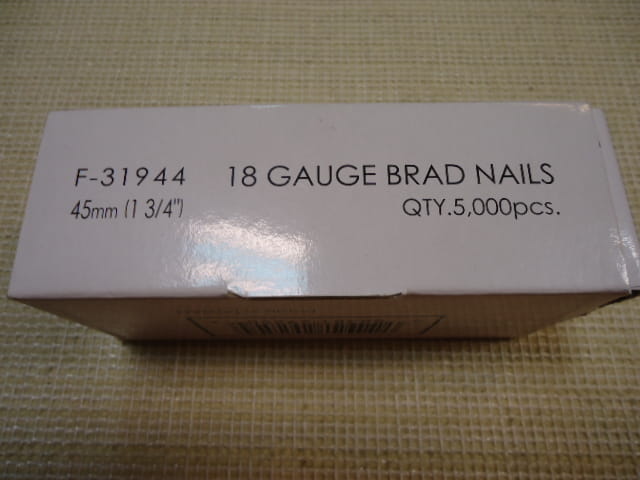 F-31944 18 GAUGE BRAD NAILS
45mm (1 3/4") QTY.5,000pcs.